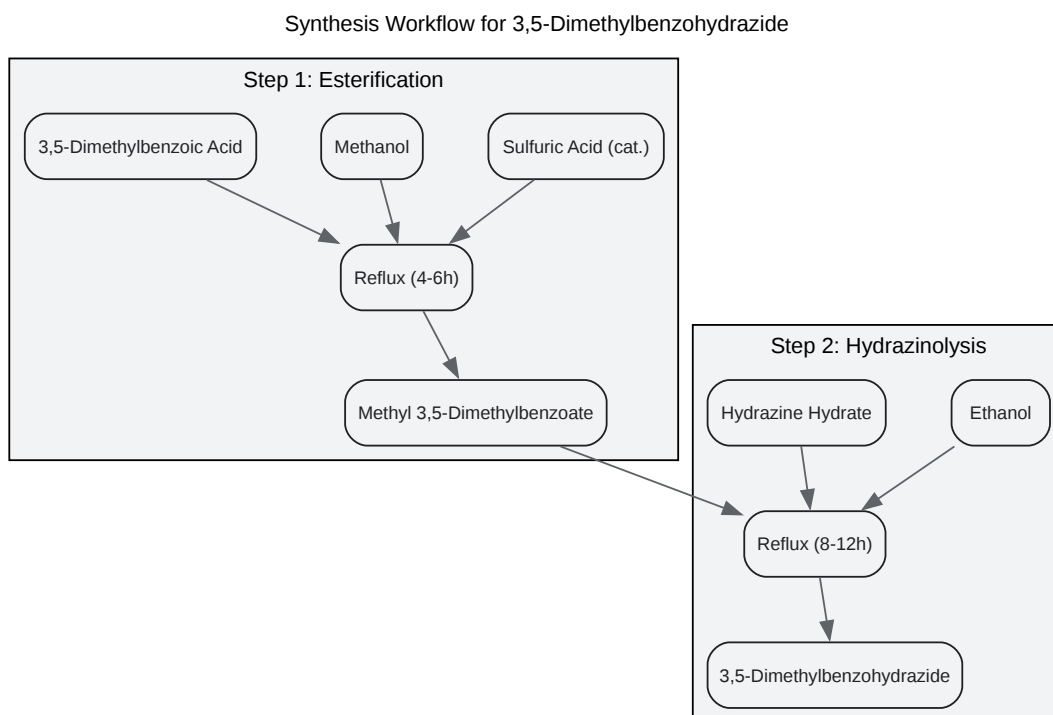 Synthesis Workflow for 3,5-Dimethylbenzohydrazide
Step 1: Esterification
3,5-Dimethylbenzoic Acid
Methanol
Sulfuric Acid (cat.)
Reflux (4-6h)
Methyl 3,5-Dimethylbenzoate
Step 2: Hydrazinolysis
Hydrazine Hydrate
Ethanol
Reflux (8-12h)
3,5-Dimethylbenzohydrazide